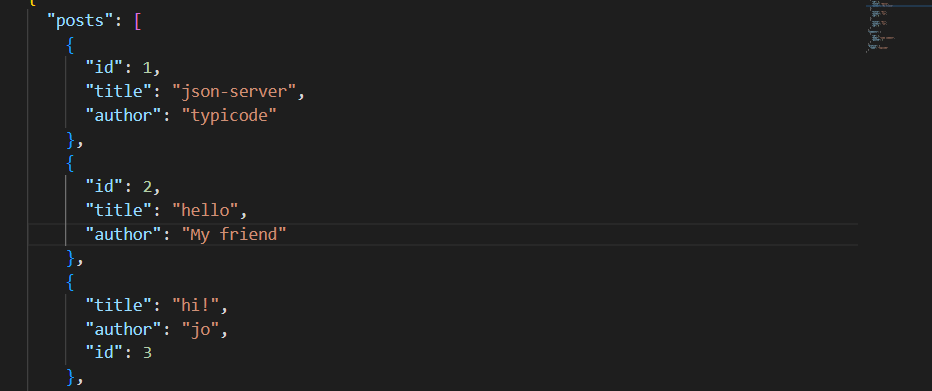 {
"posts": [
{
"id": 1,
"title": "json-server",
"author": "typicode"
},
{
"id": 2,
"title": "hello",
"author": "My friend"
},
{
"title": "hi!",
"author": "jo",
"id": 3
},